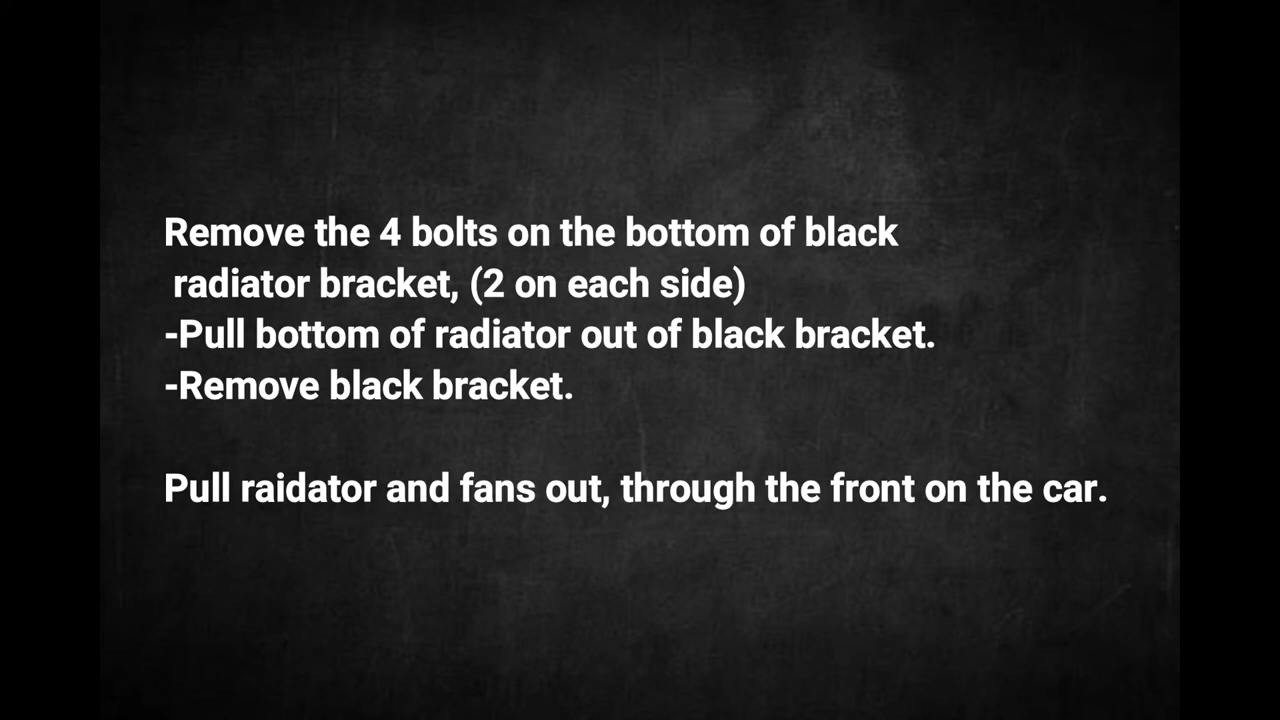 Remove the 4 bolts on the bottom of black
radiator bracket, (2 on each side)
-Pull bottom of radiator out of black bracket.
-Remove black bracket.
Pull raidator and fans out, through the front on the car.